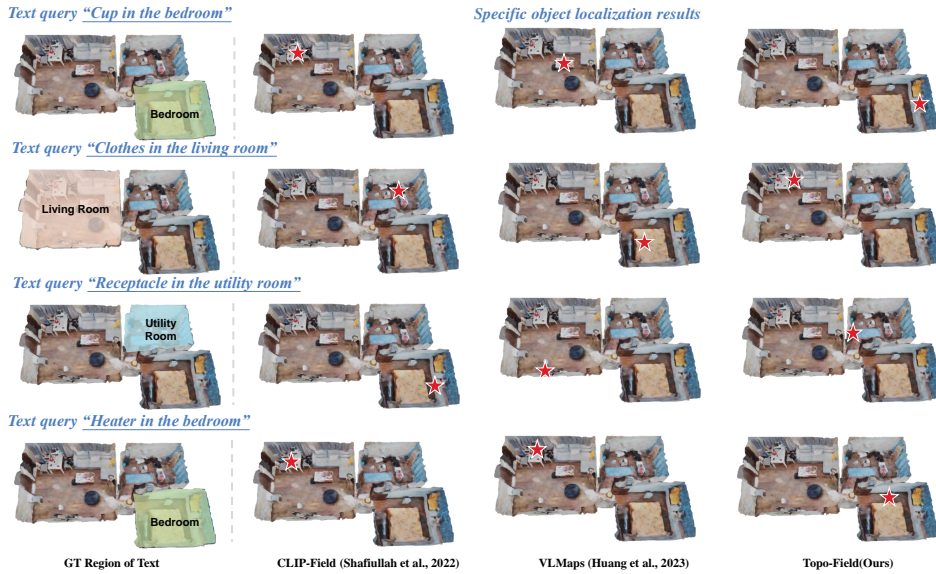 Text query “Cup in the bedroom”
Specific object localization results
Bedroom
Text query “Clothes in the living room”
Living Room
Text query “Receptacle in the utility room”
Utility
Room
Text query “Heater in the bedroom”
Bedroom
GT Region of Text
CLIP-Field (Shafiullah et al., 2022)
VLMaps (Huang et al., 2023)
Topo-Field(Ours)